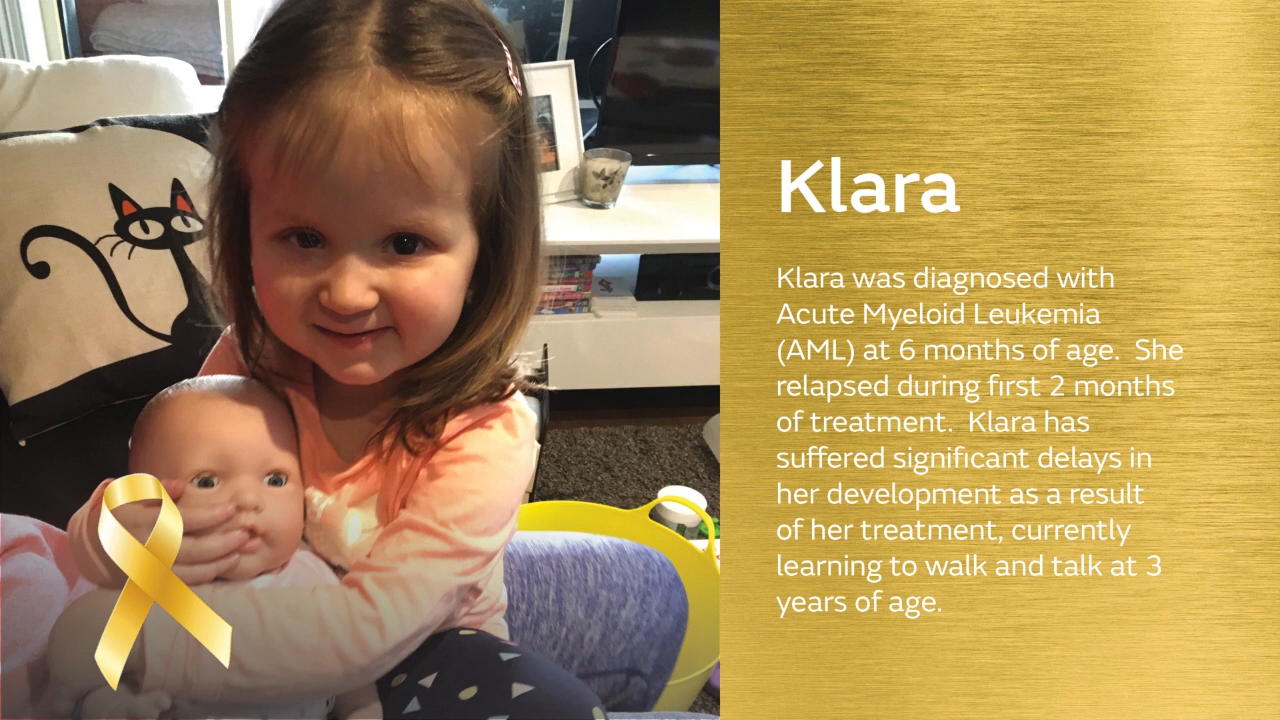 Klara
Klara was diagnosed with
Acute Myeloid Leukemia
(AML) at 6 months of age.  She
relapsed during first 2 months
of treatment.  Klara has
suffered significant delays in
her development as a result
of her treatment, currently
learning to walk and talk at 3
years of age.